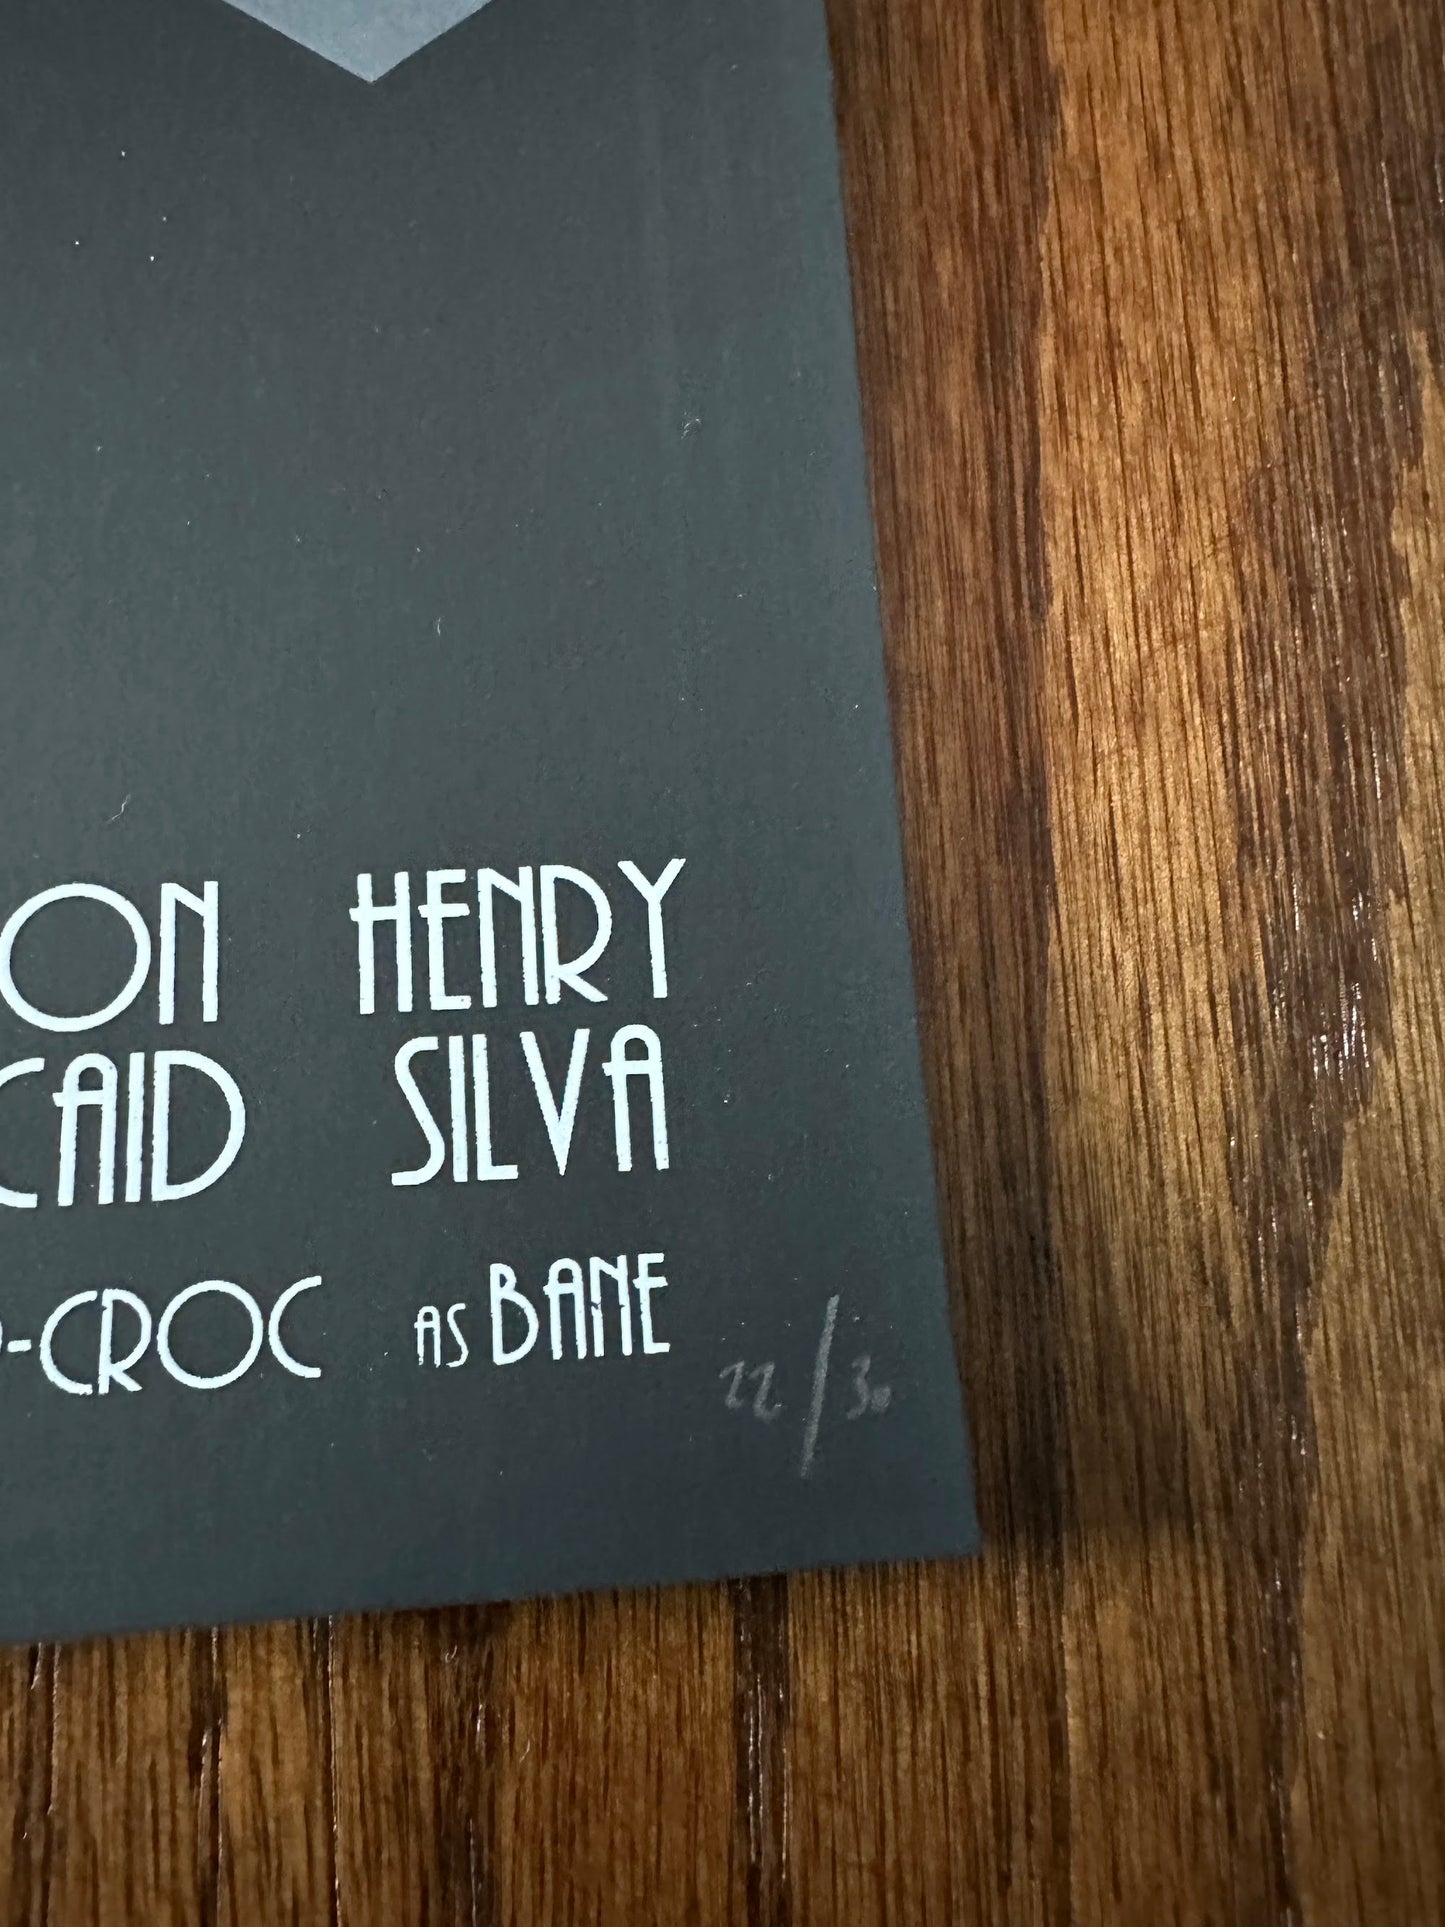 ON HENRY
CAID SILVA
-CROC AS BANE
22/30